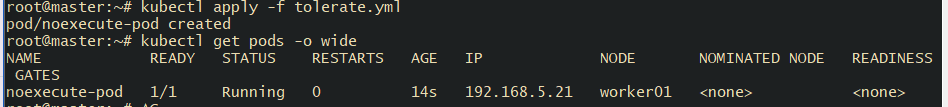 root@master:~# kubectl apply -f tolerate.yml
pod/noexecute-pod created
root@master:~# kubectl get pods -o wide
NAME READY STATUS RESTARTS AGE IP NODE NOMINATED NODE READINESS
GATES
noexecute-pod 1/1 Running 0 14s 192.168.5.21 worker01 <none> <none>